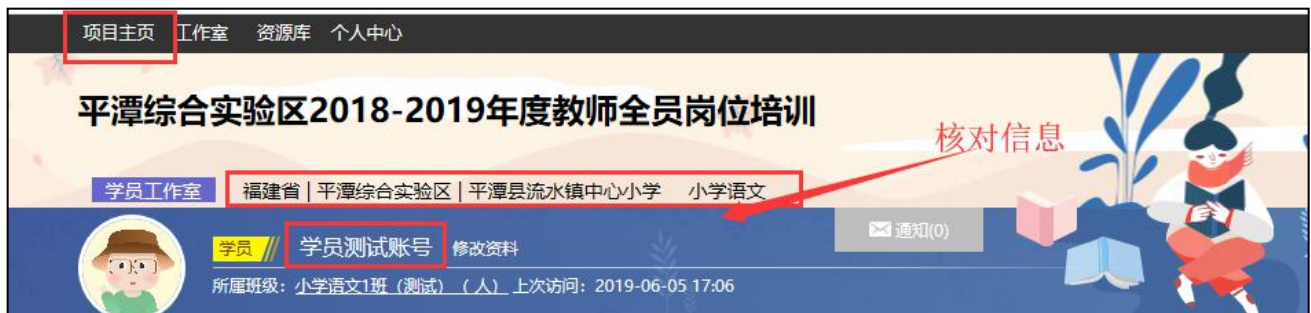 项目主页 工作室 资源库 个人中心
平潭综合实验区2018-2019年度教师全员岗位培训
核对信息
学员工作室 福建省 | 平潭综合实验区 | 平潭县流水镇中心小学 小学语文
通知(0)
学员 // 学员测试账号 修改资料
所属班级：小学语文1班（测试）（ 人） 上次访问：2019-06-05 17:06